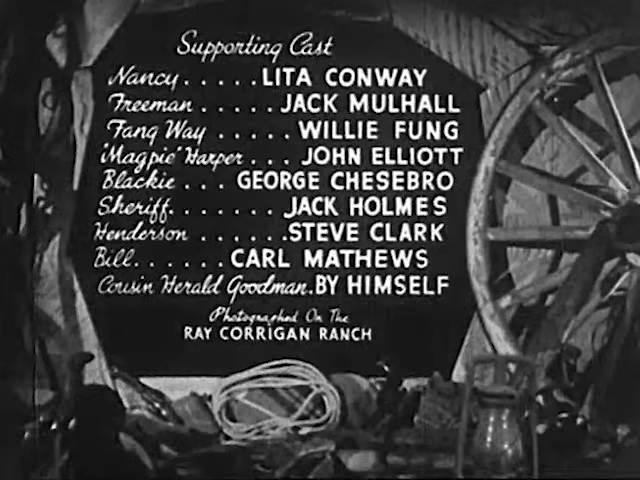 Supporting Cast
Nancy.....LITA CONWAY
Freeman.....JACK MULHALL
Fang Way.....WILLIE FUNG
"Magpie" Harper...JOHN ELLIOTT
Blackie...GEORGE CHESEBRO
Sheriff.......JACK HOLMES
Henderson......STEVE CLARK
Bill......CARL MATHEWS
Cousin Herald Goodman.BY HIMSELF
Photographed On The
RAY CORRIGAN RANCH